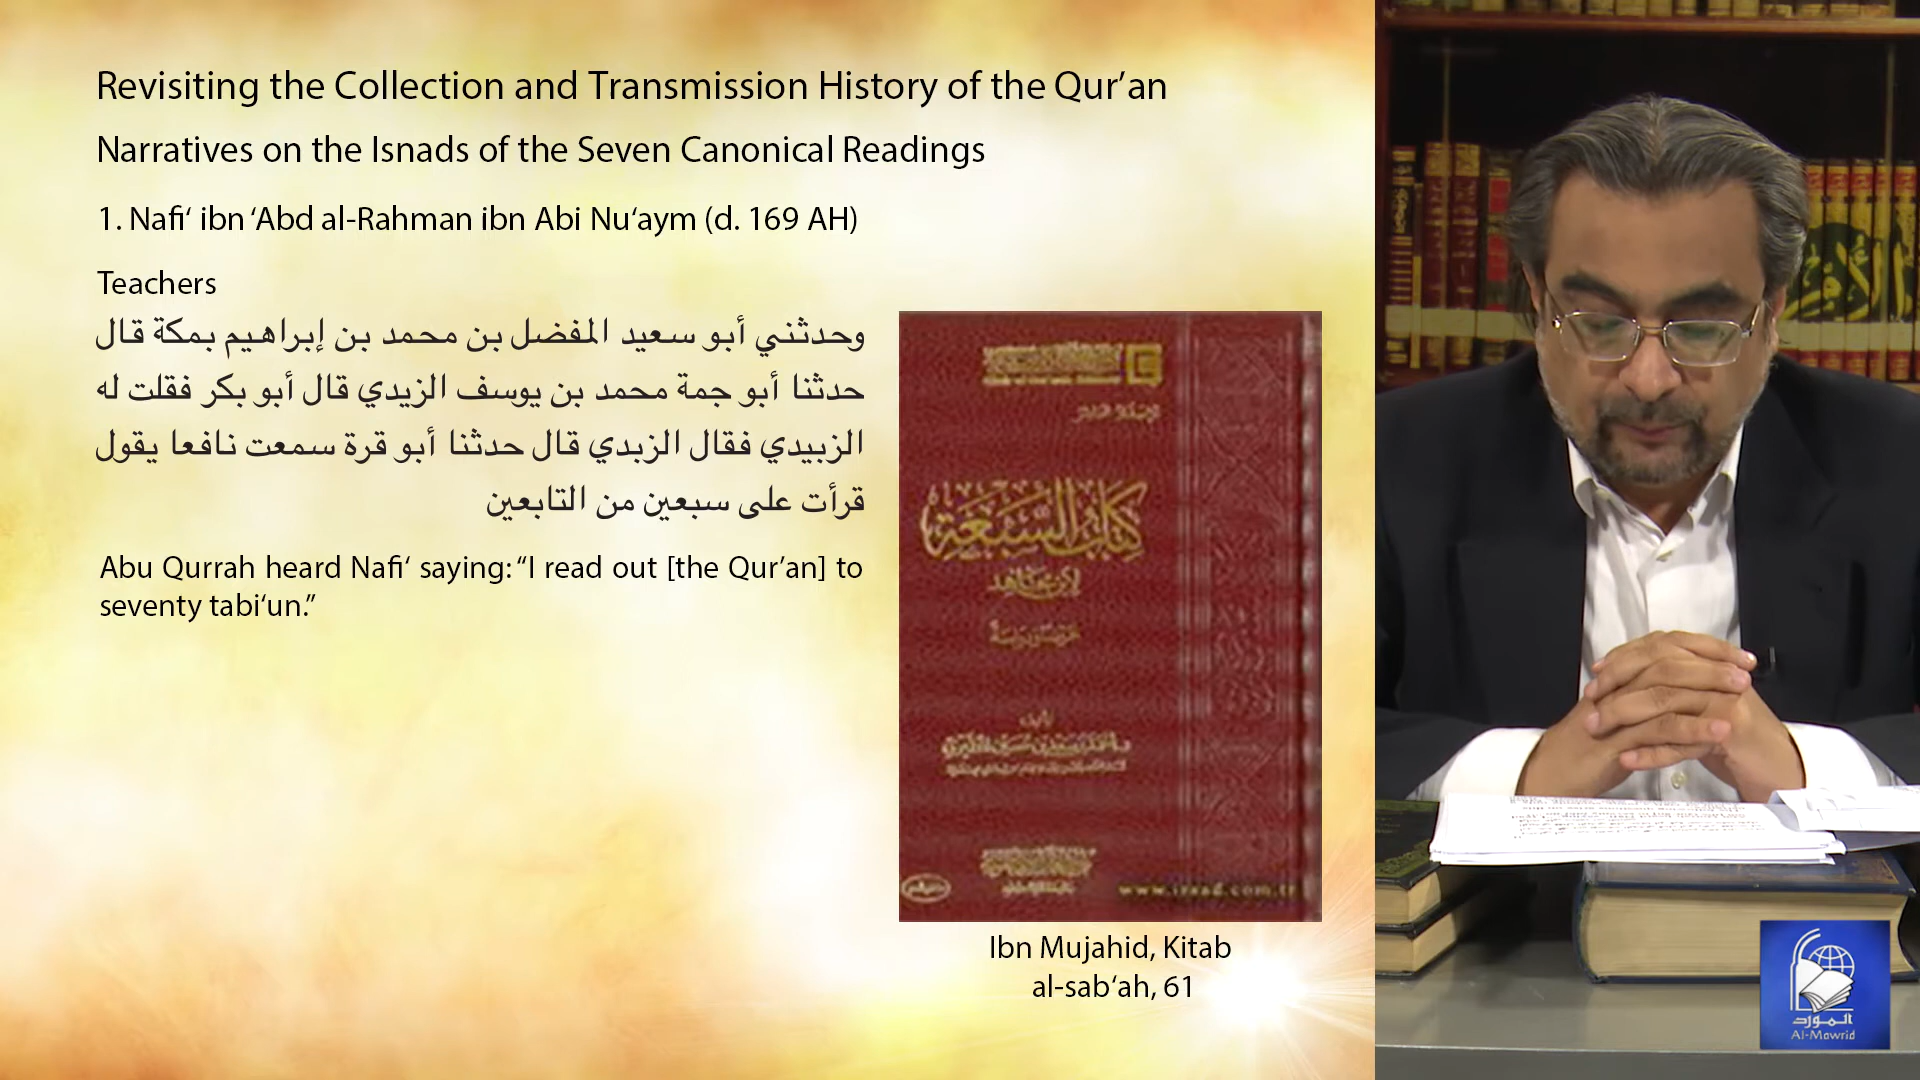 Revisiting the Collection and Transmission History of the Qur’an
Narratives on the Isnads of the Seven Canonical Readings
1. Nafi‘ ibn ‘Abd al-Rahman ibn Abi Nu‘aym (d. 169 AH)
Teachers
وحدثني أبو سعيد المفضل بن محمد بن إبراهيم بمكة قال
حدثنا أبو جمة محمد بن يوسف الزيدي قال أبو بكر فقلت له
الزبيدي فقال الزبدي قال حدثنا أبو قرة سمعت نافعا يقول
قرأت على سبعين من التابعين
Abu Qurrah heard Nafi‘ saying: “I read out [the Qur’an] to
seventy tabi‘un.”
كتاب السبعة
لابن مجاهد
www.irsad.com.tr
Ibn Mujahid, Kitab
al-sab‘ah, 61
المورد
Al-Mawrid